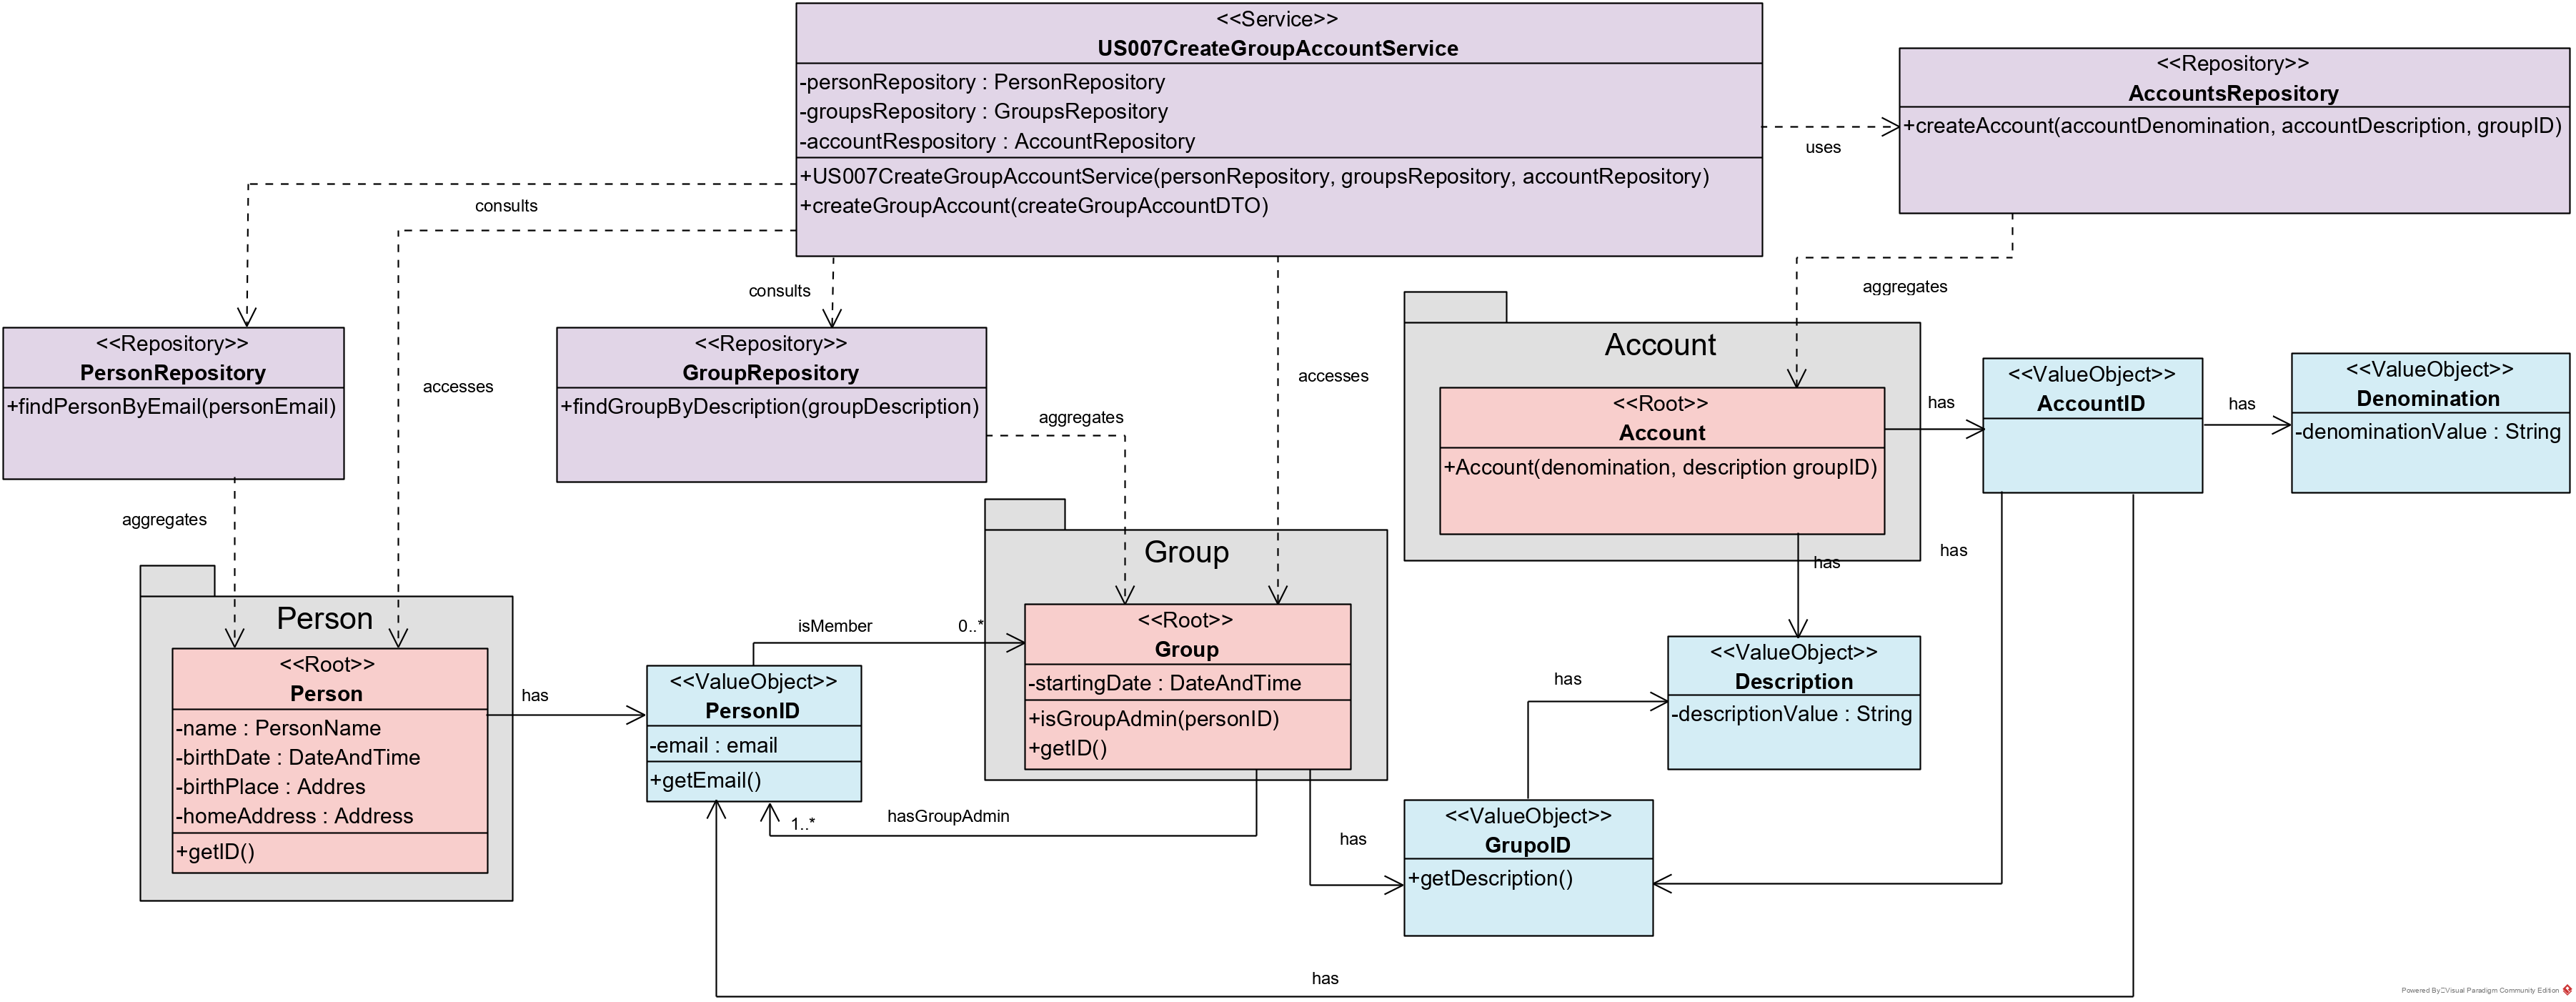 <<Service>>
US007CreateGroupAccountService
-personRepository : PersonRepository
-groupsRepository : GroupsRepository
-accountRespository : AccountRepository
+US007CreateGroupAccountService(personRepository, groupsRepository, accountRepository)
+createGroupAccount(createGroupAccountDTO)
<<Repository>>
AccountsRepository
+createAccount(accountDenomination, accountDescription, groupID)
uses
consults
consults
accesses
accesses
aggregates
<<Repository>>
PersonRepository
+findPersonByEmail(personEmail)
<<Repository>>
GroupRepository
+findGroupByDescription(groupDescription)
aggregates
aggregates
Account
<<Root>>
Account
+Account(denomination, description groupID)
has
<<ValueObject>>
AccountID
has
<<ValueObject>>
Denomination
-denominationValue : String
has
has
Person
<<Root>>
Person
-name : PersonName
-birthDate : DateAndTime
-birthPlace : Addres
-homeAddress : Address
+getID()
has
<<ValueObject>>
PersonID
-email : email
+getEmail()
isMember
0..*
Group
<<Root>>
Group
-startingDate : DateAndTime
+isGroupAdmin(personID)
+getID()
1..*
hasGroupAdmin
has
has
<<ValueObject>>
Description
-descriptionValue : String
<<ValueObject>>
GrupoID
+getDescription()
has
Powered By Visual Paradigm Community Edition